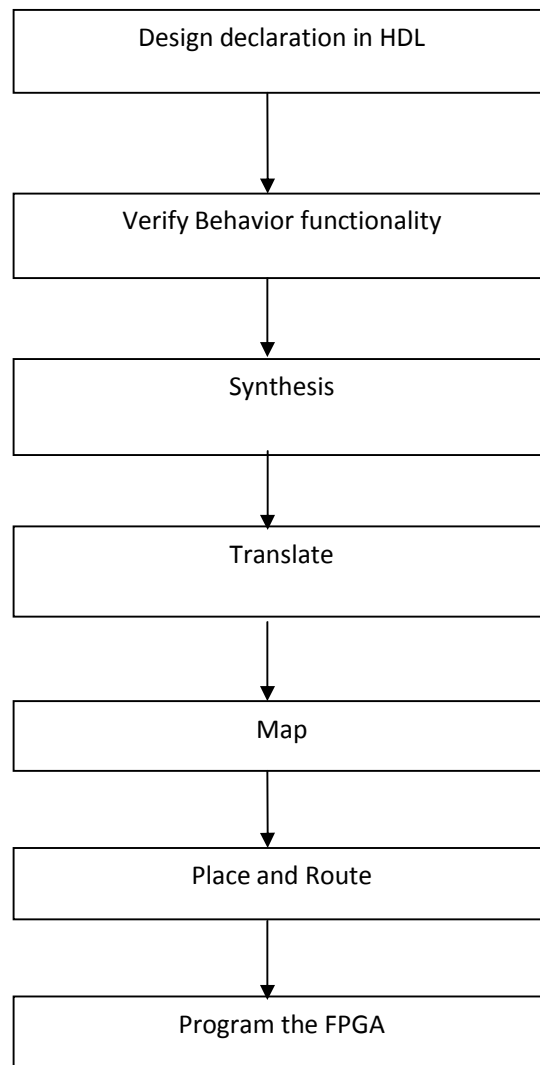 Design declaration in HDL
Verify Behavior functionality
Synthesis
Translate
Map
Place and Route
Program the FPGA